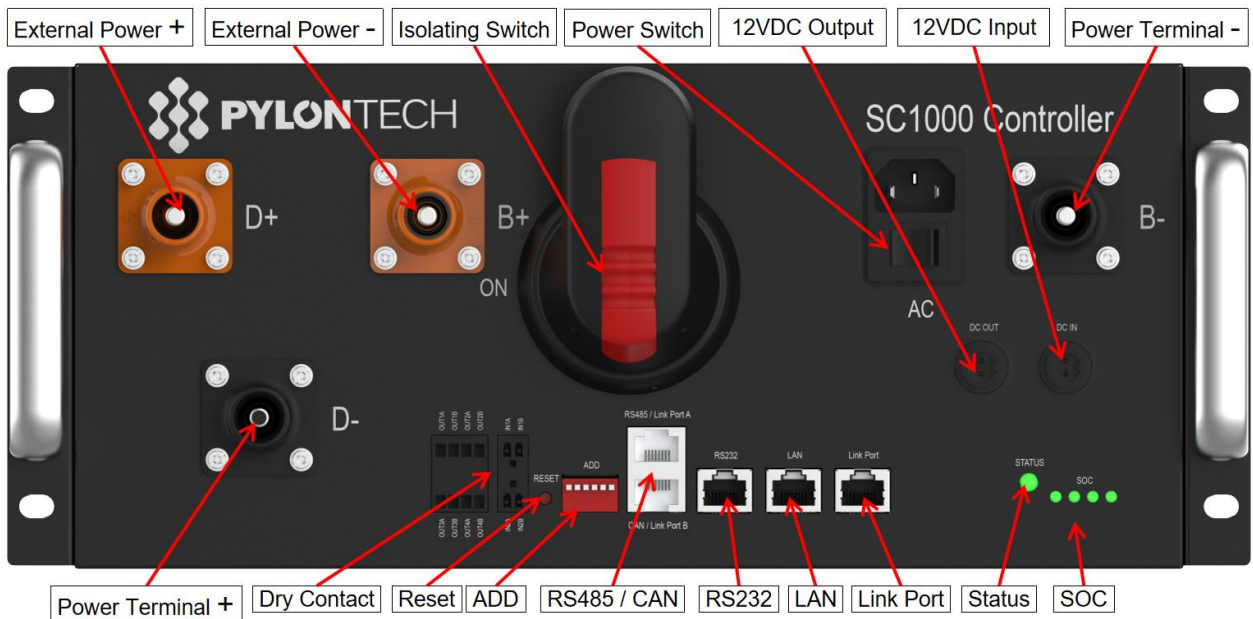 External Power +
External Power -
Isolating Switch
Power Switch
12VDC Output
12VDC Input
Power Terminal -
PYLONTECH
SC1000 Controller
D+
B+
B-
ON
AC
DC OUT
DC IN
D-
OUT1A
OUT1B
OUT2A
OUT2B
IN1A
IN1B
RS485 / Link Port A
RESET
ADD
RS232
LAN
Link Port
STATUS
SOC
OUT3A
OUT3B
OUT4A
OUT4B
IN2A
IN2B
CAN / Link Port B
Power Terminal +
Dry Contact
Reset
ADD
RS485 / CAN
RS232
LAN
Link Port
Status
SOC